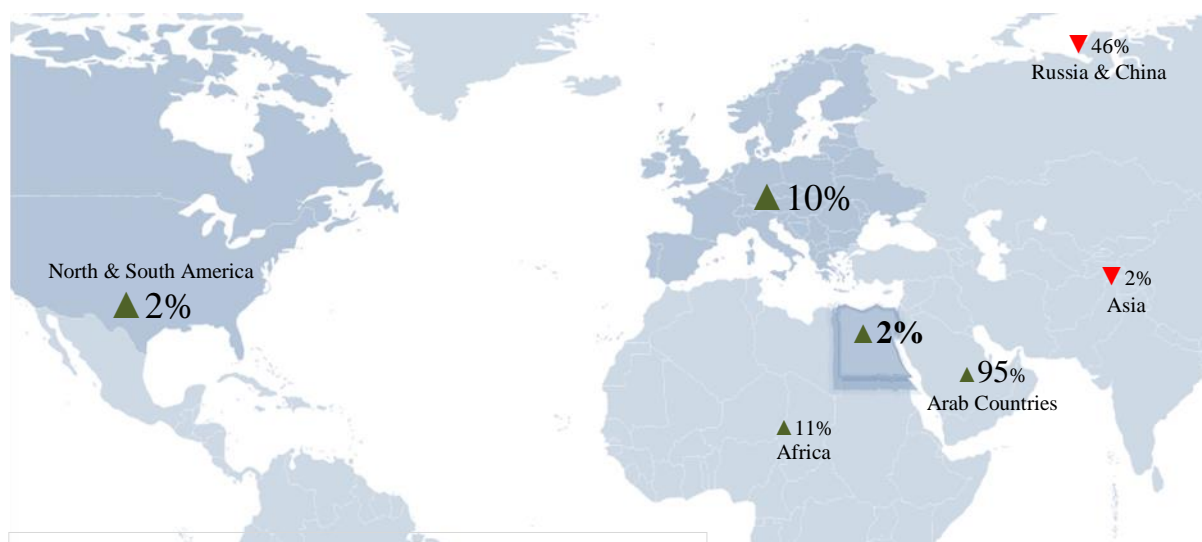 ▼ 46%
Russia & China
▲ 10%
North & South America
▲ 2%
▼ 2%
Asia
▲ 2%
▲ 95%
Arab Countries
▲ 11%
Africa